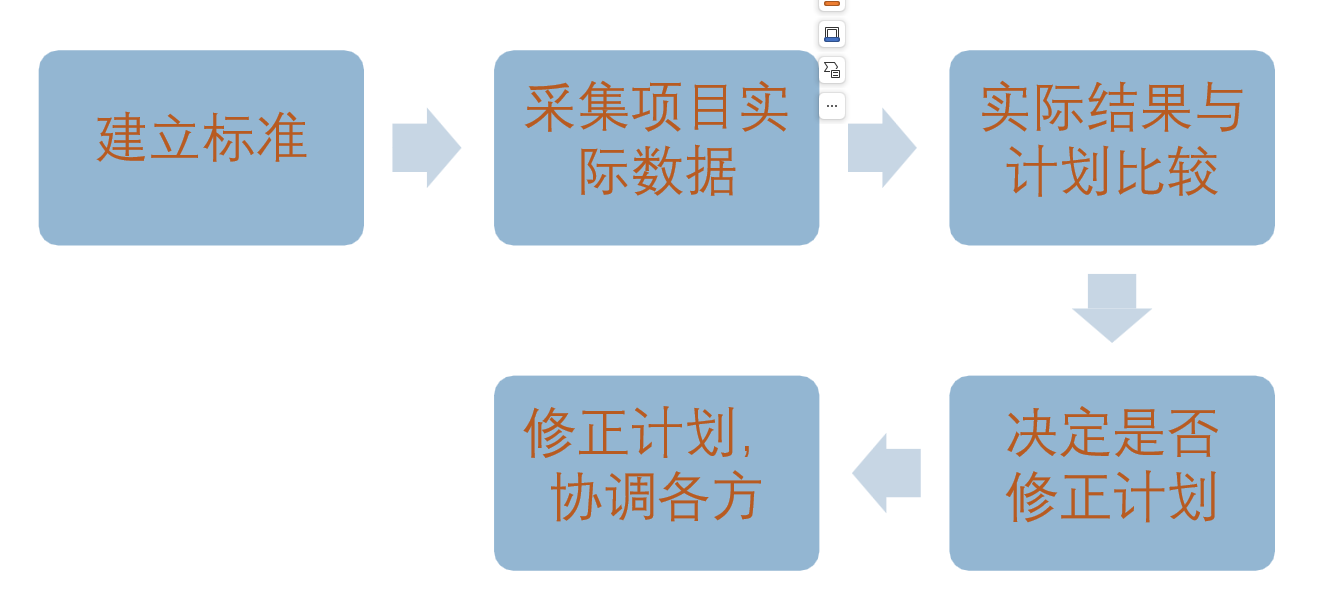 建立标准
采集项目实
际数据
实际结果与
计划比较
决定是否
修正计划
修正计划,
协调各方